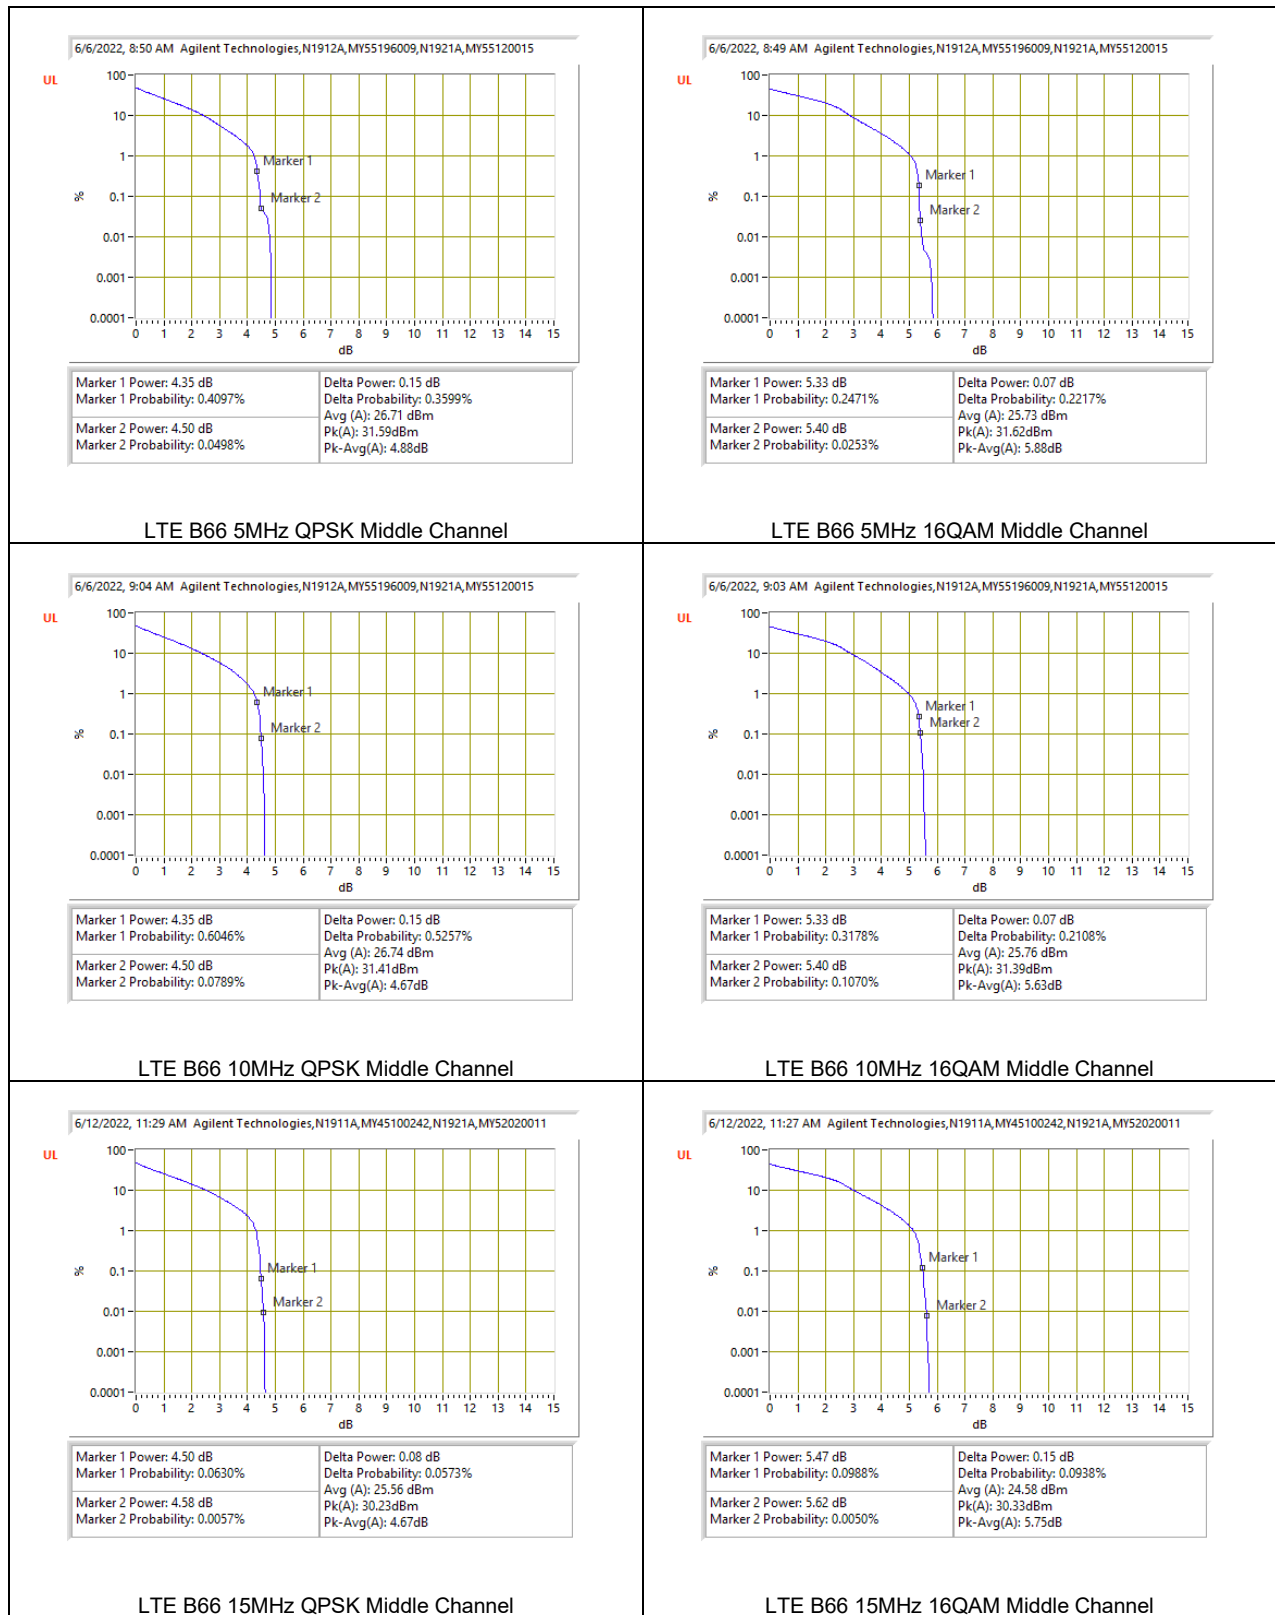 6/6/2022, 8:50 AM  Agilent Technologies,N1912A,MY55196009,N1921A,MY55120015
UL
100
10
1
0.1
0.01
0.001
0.0001
%
Marker 1
Marker 2
0 1 2 3 4 5 6 7 8 9 10 11 12 13 14 15
dB
Marker 1 Power: 4.35 dB
Marker 1 Probability: 0.4097%
Marker 2 Power: 4.50 dB
Marker 2 Probability: 0.0498%
Delta Power: 0.15 dB
Delta Probability: 0.3599%
Avg (A): 26.71 dBm
Pk(A): 31.59dBm
Pk-Avg(A): 4.88dB
LTE B66 5MHz QPSK Middle Channel
6/6/2022, 8:49 AM  Agilent Technologies,N1912A,MY55196009,N1921A,MY55120015
UL
100
10
1
0.1
0.01
0.001
0.0001
%
Marker 1
Marker 2
0 1 2 3 4 5 6 7 8 9 10 11 12 13 14 15
dB
Marker 1 Power: 5.33 dB
Marker 1 Probability: 0.2471%
Marker 2 Power: 5.40 dB
Marker 2 Probability: 0.0253%
Delta Power: 0.07 dB
Delta Probability: 0.2217%
Avg (A): 25.73 dBm
Pk(A): 31.62dBm
Pk-Avg(A): 5.88dB
LTE B66 5MHz 16QAM Middle Channel
6/6/2022, 9:04 AM  Agilent Technologies,N1912A,MY55196009,N1921A,MY55120015
UL
100
10
1
0.1
0.01
0.001
0.0001
%
Marker 1
Marker 2
0 1 2 3 4 5 6 7 8 9 10 11 12 13 14 15
dB
Marker 1 Power: 4.35 dB
Marker 1 Probability: 0.6046%
Marker 2 Power: 4.50 dB
Marker 2 Probability: 0.0789%
Delta Power: 0.15 dB
Delta Probability: 0.5257%
Avg (A): 26.74 dBm
Pk(A): 31.41dBm
Pk-Avg(A): 4.67dB
LTE B66 10MHz QPSK Middle Channel
6/6/2022, 9:03 AM  Agilent Technologies,N1912A,MY55196009,N1921A,MY55120015
UL
100
10
1
0.1
0.01
0.001
0.0001
%
Marker 1
Marker 2
0 1 2 3 4 5 6 7 8 9 10 11 12 13 14 15
dB
Marker 1 Power: 5.33 dB
Marker 1 Probability: 0.3178%
Marker 2 Power: 5.40 dB
Marker 2 Probability: 0.1070%
Delta Power: 0.07 dB
Delta Probability: 0.2108%
Avg (A): 25.76 dBm
Pk(A): 31.39dBm
Pk-Avg(A): 5.63dB
LTE B66 10MHz 16QAM Middle Channel
6/12/2022, 11:29 AM  Agilent Technologies,N1911A,MY45100242,N1921A,MY52020011
UL
100
10
1
0.1
0.01
0.001
0.0001
%
Marker 1
Marker 2
0 1 2 3 4 5 6 7 8 9 10 11 12 13 14 15
dB
Marker 1 Power: 4.50 dB
Marker 1 Probability: 0.0630%
Marker 2 Power: 4.58 dB
Marker 2 Probability: 0.0057%
Delta Power: 0.08 dB
Delta Probability: 0.0573%
Avg (A): 25.56 dBm
Pk(A): 30.23dBm
Pk-Avg(A): 4.67dB
LTE B66 15MHz QPSK Middle Channel
6/12/2022, 11:27 AM  Agilent Technologies,N1911A,MY45100242,N1921A,MY52020011
UL
100
10
1
0.1
0.01
0.001
0.0001
%
Marker 1
Marker 2
0 1 2 3 4 5 6 7 8 9 10 11 12 13 14 15
dB
Marker 1 Power: 5.47 dB
Marker 1 Probability: 0.0988%
Marker 2 Power: 5.62 dB
Marker 2 Probability: 0.0050%
Delta Power: 0.15 dB
Delta Probability: 0.0938%
Avg (A): 24.58 dBm
Pk(A): 30.33dBm
Pk-Avg(A): 5.75dB
LTE B66 15MHz 16QAM Middle Channel